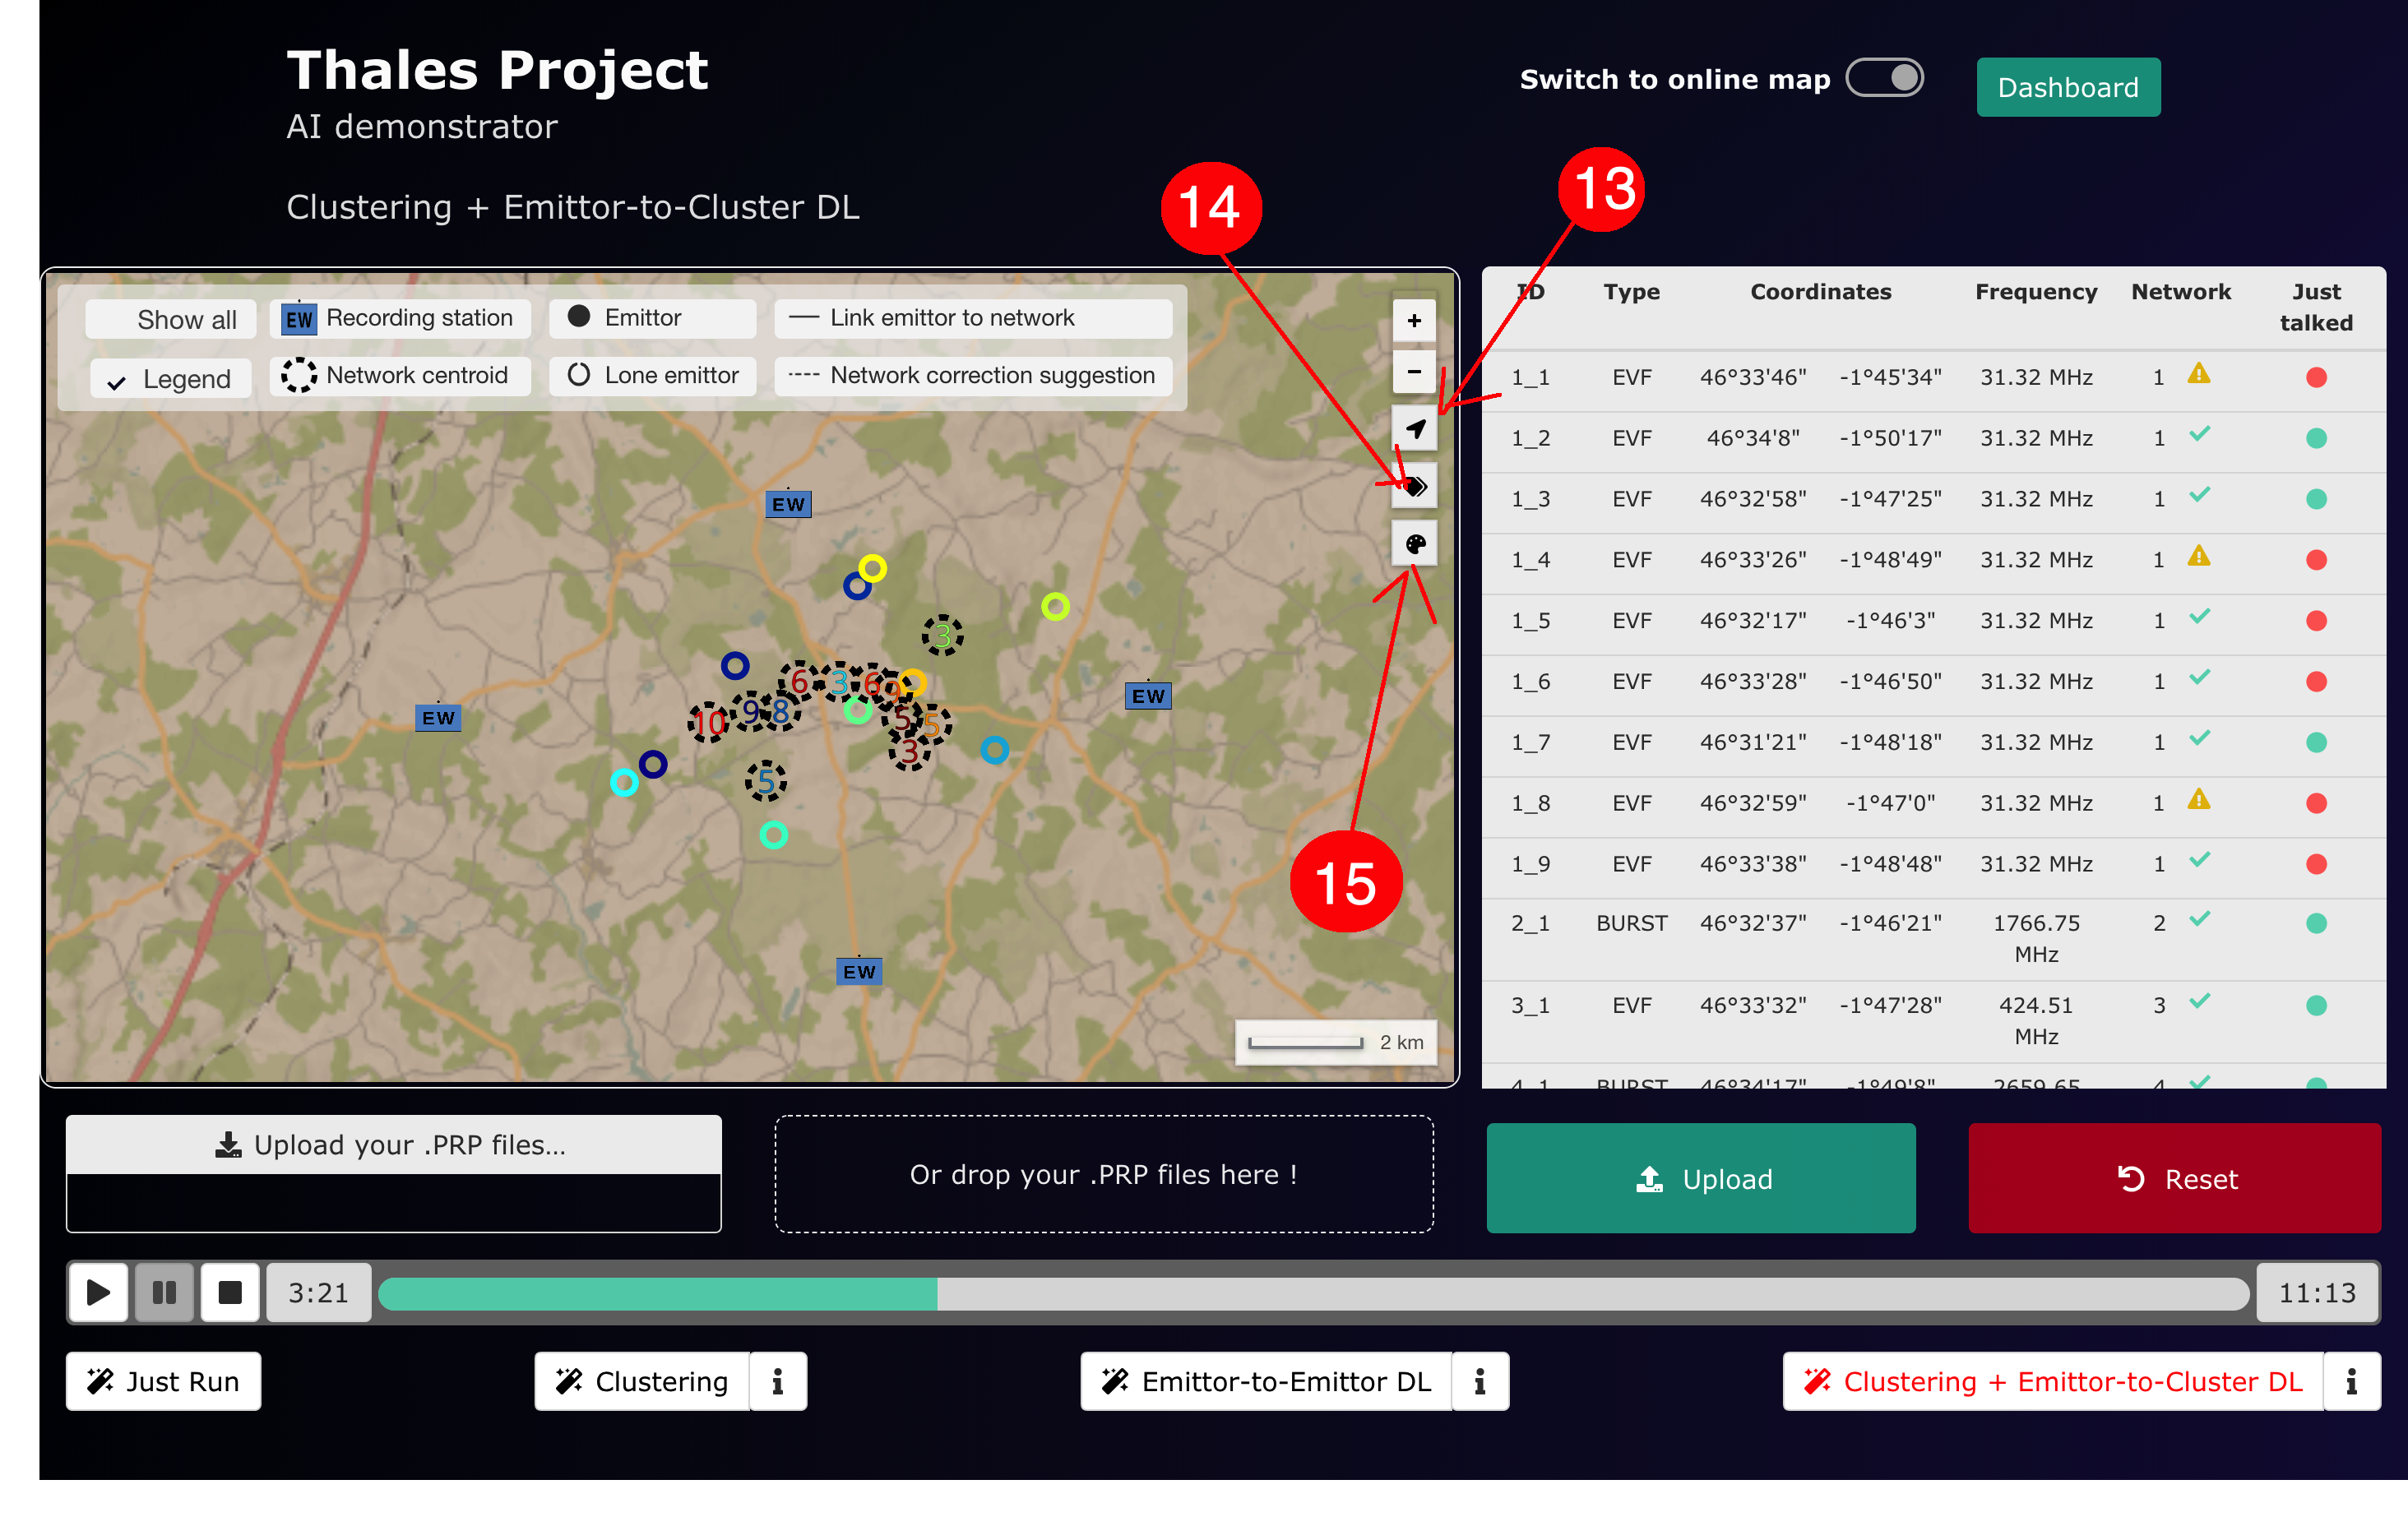 Thales Project
AI demonstrator
Clustering + Emittor-to-Cluster DL
Switch to online map
Dashboard
14
13
Show all
EW Recording station
Emittor
Link emittor to network
Legend
Network centroid
Lone emittor
Network correction suggestion
+
−
EW
3
6 3 6 9
EW
10 9 8 5 5
EW
3
5
15
EW
2 km
ID Type Coordinates Frequency Network Just talked
1_1 EVF 46°33'46" -1°45'34" 31.32 MHz 1
1_2 EVF 46°34'8" -1°50'17" 31.32 MHz 1
1_3 EVF 46°32'58" -1°47'25" 31.32 MHz 1
1_4 EVF 46°33'26" -1°48'49" 31.32 MHz 1
1_5 EVF 46°32'17" -1°46'3" 31.32 MHz 1
1_6 EVF 46°33'28" -1°46'50" 31.32 MHz 1
1_7 EVF 46°31'21" -1°48'18" 31.32 MHz 1
1_8 EVF 46°32'59" -1°47'0" 31.32 MHz 1
1_9 EVF 46°33'38" -1°48'48" 31.32 MHz 1
2_1 BURST 46°32'37" -1°46'21" 1766.75 MHz 2
3_1 EVF 46°33'32" -1°47'28" 424.51 MHz 3
4_1 BURST 46°34'17" -1°49'8" 2659.65 4
Upload your .PRP files...
Or drop your .PRP files here !
Upload
Reset
3:21
11:13
Just Run
Clustering
i
Emittor-to-Emittor DL
i
Clustering + Emittor-to-Cluster DL
i